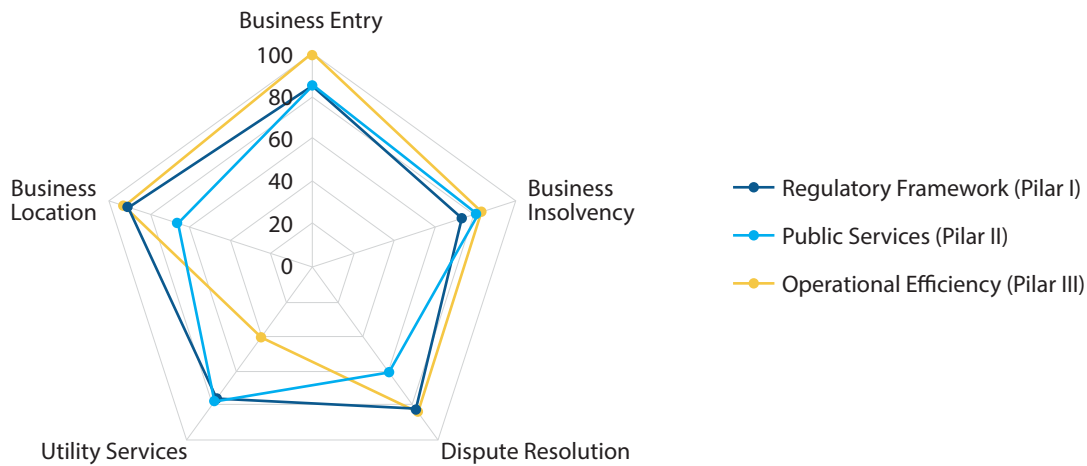 Business Entry
100
80
60
40
20
0
Business
Location
Business
Insolvency
Utility Services
Dispute Resolution
Regulatory Framework (Pilar I)
Public Services (Pilar II)
Operational Efficiency (Pilar III)